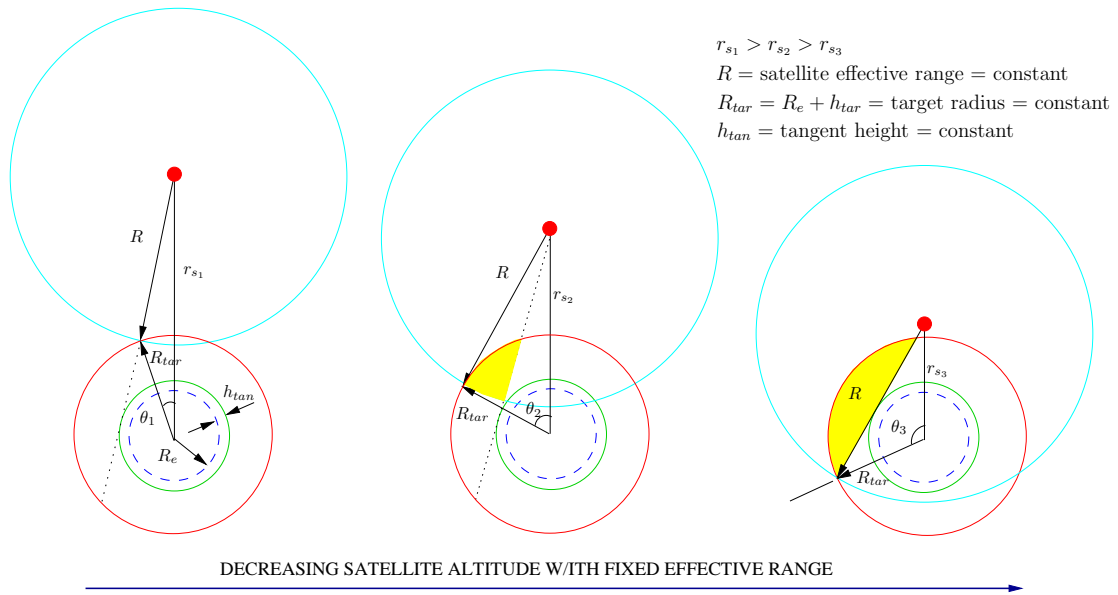 r_{s_1} > r_{s_2} > r_{s_3}
R = satellite effective range = constant
R_{tar} = R_e + h_{tar} = target radius = constant
h_{tan} = tangent height = constant
R
r_{s_1}
R_{tar}
h_{tan}
θ_1
R_e
R
r_{s_2}
R_{tar}
θ_2
r_{s_3}
R
θ_3
R_{tar}
DECREASING SATELLITE ALTITUDE W/ITH FIXED EFFECTIVE RANGE